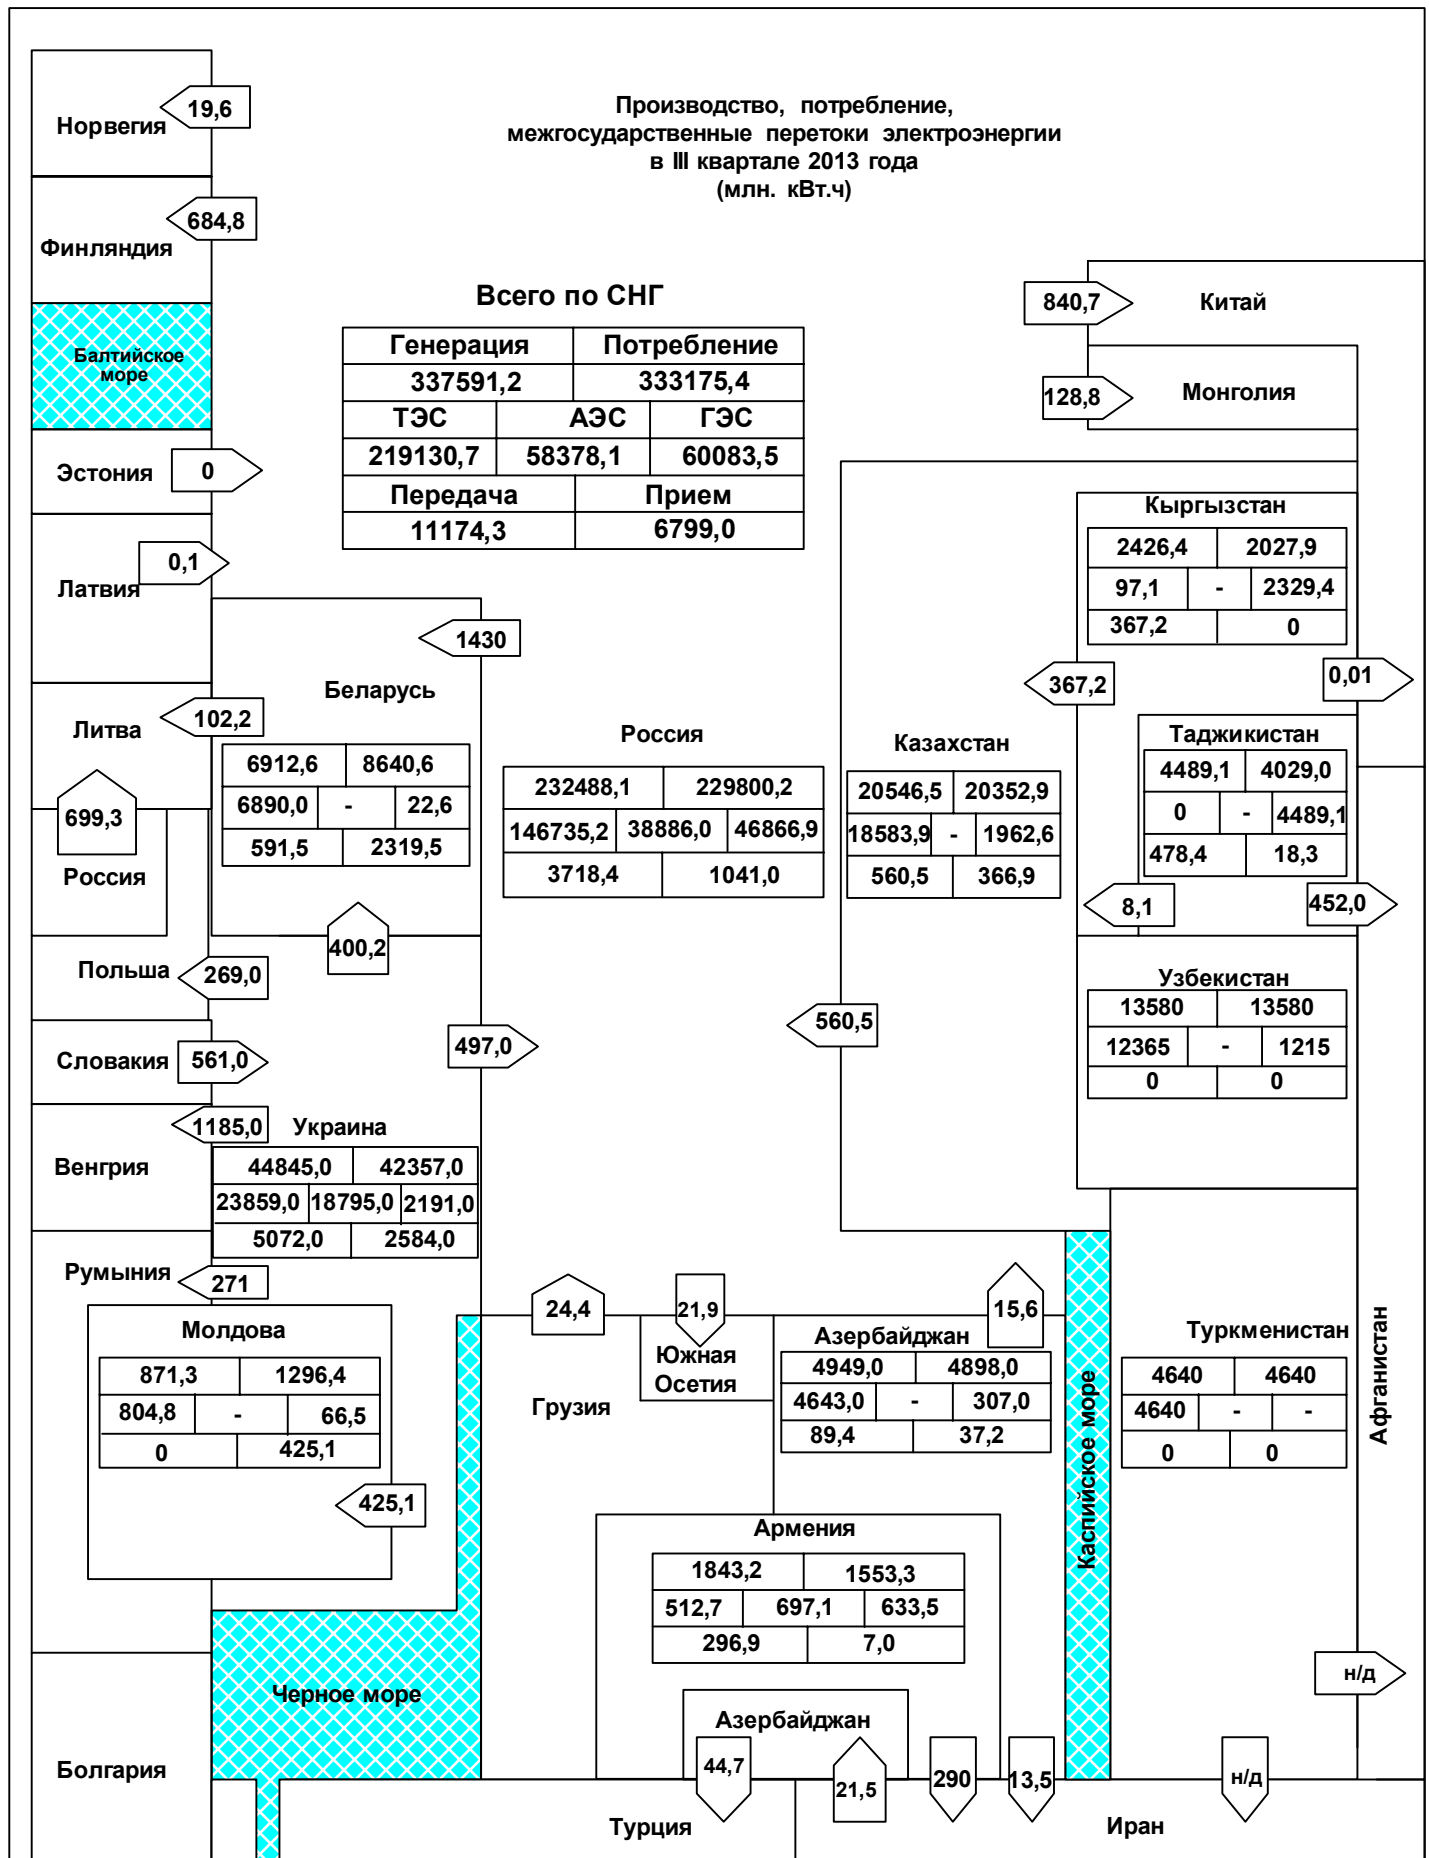 Производство, потребление,
межгосударственные перетоки электроэнергии
в III квартале 2013 года
(млн. кВт.ч)
Норвегия
19,6
Финляндия
684,8
Балтийское
море
Эстония
0
Латвия
0,1
Литва
102,2
699,3
Россия
Польша
269,0
Словакия
561,0
Венгрия
1185,0
Румыния
271
Болгария
Всего по СНГ
Генерация Потребление
337591,2 333175,4
ТЭС АЭС ГЭС
219130,7 58378,1 60083,5
Передача Прием
11174,3 6799,0
Китай
840,7
Монголия
128,8
Беларусь
1430
6912,6 8640,6
6890,0 - 22,6
591,5 2319,5
400,2
Россия
232488,1 229800,2
146735,2 38886,0 46866,9
3718,4 1041,0
497,0
Казахстан
20546,5 20352,9
18583,9 - 1962,6
560,5 366,9
560,5
Кыргызстан
2426,4 2027,9
97,1 - 2329,4
367,2 0
367,2
0,01
Таджикистан
4489,1 4029,0
0 - 4489,1
478,4 18,3
8,1
452,0
Узбекистан
13580 13580
12365 - 1215
0 0
Украина
44845,0 42357,0
23859,0 18795,0 2191,0
5072,0 2584,0
Молдова
871,3 1296,4
804,8 - 66,5
0 425,1
425,1
24,4
21,9
15,6
Южная
Осетия
Грузия
Азербайджан
4949,0 4898,0
4643,0 - 307,0
89,4 37,2
Каспийское море
Туркменистан
4640 4640
4640 - -
0 0
Афганистан
Армения
1843,2 1553,3
512,7 697,1 633,5
296,9 7,0
Черное море
Азербайджан
44,7
21,5
290
13,5
н/д
н/д
Турция
Иран